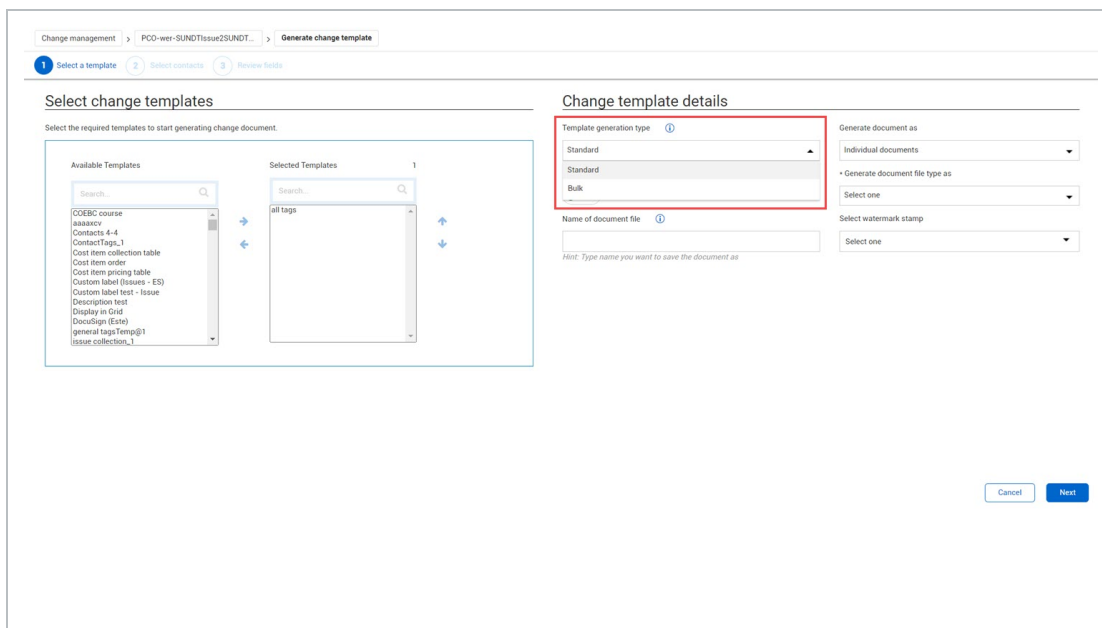 Change management > PCO-wer-SUNDTIssue2SUNDT... > Generate change template
1 Select a template 2 Select contacts 3 Review fields
Select change templates
Select the required templates to start generating change document.
Available Templates
Search...
COEBC course
aaaaxcv
Contacts 4-4
ContactTags_1
Cost item collection table
Cost item order
Cost item pricing table
Custom label (Issues - ES)
Custom label test - Issue
Description test
Display in Grid
DocuSign (Este)
general tagsTemp@1
issue collection_1
Selected Templates 1
Search...
all tags
Change template details
Template generation type
Standard
Standard
Bulk
Name of document file
Hint: Type name you want to save the document as
Generate document as
Individual documents
* Generate document file type as
Select one
Select watermark stamp
Select one
Cancel Next